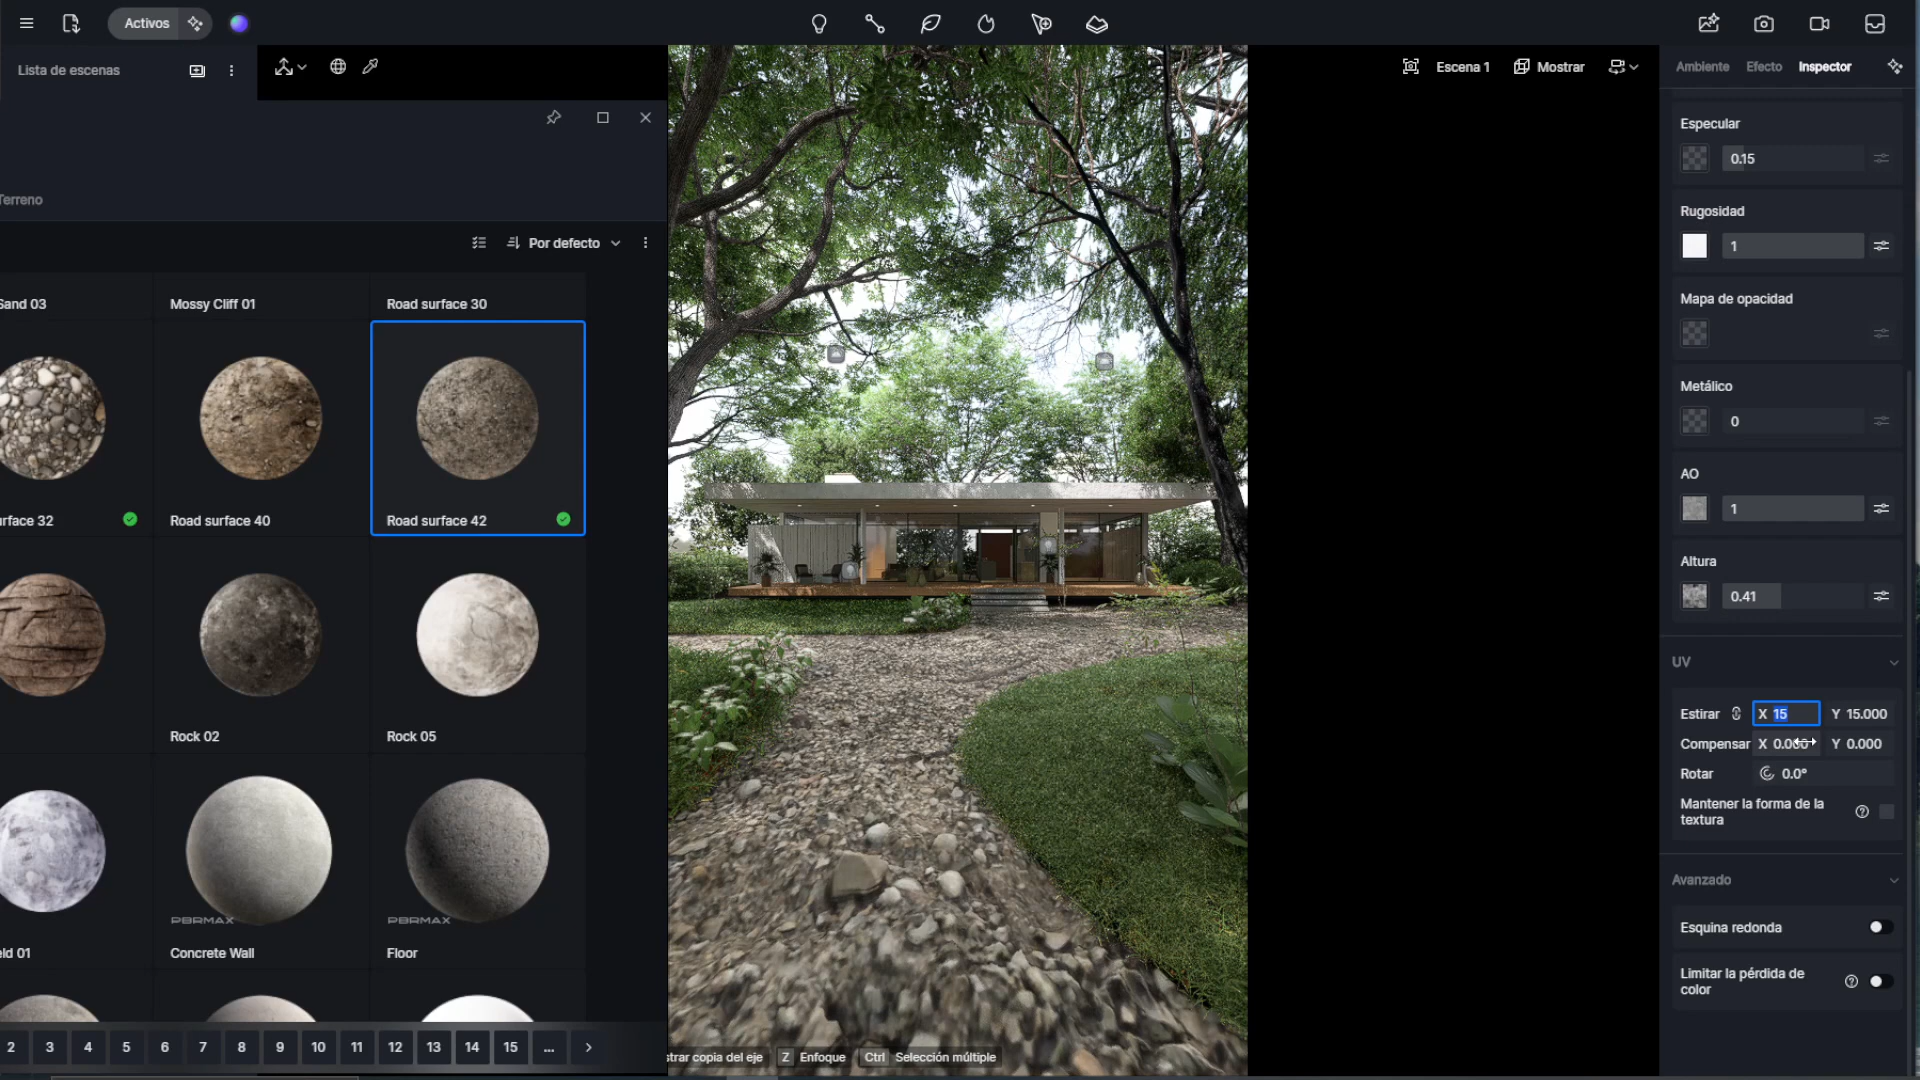 Activos
Lista de escenas
Escena 1
Mostrar
Ambiente
Efecto
Inspector
Terreno
Por defecto
Sand 03
Mossy Cliff 01
Road surface 30
rface 32
Road surface 40
Road surface 42
Rock 02
Rock 05
PBRMAX
PBRMAX
ld 01
Concrete Wall
Floor
2 3 4 5 6 7 8 9 10 11 12 13 14 15 ...
strar copia del eje
Z Enfoque
Ctrl Selección múltiple
Especular
0.15
Rugosidad
1
Mapa de opacidad
Metálico
0
AO
1
Altura
0.41
UV
Estirar X 15 Y 15.000
Compensar X 0.000 Y 0.000
Rotar 0.0°
Mantener la forma de la
textura
Avanzado
Esquina redonda
Limitar la pérdida de
color